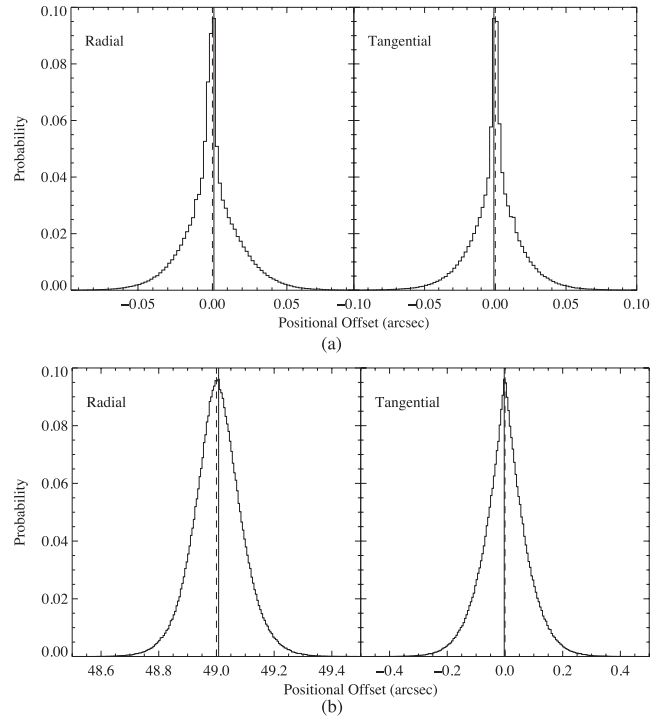 0.10
Radial
Tangential
0.08
0.06
Probability
0.04
0.02
0.00
−0.05 0.00 0.05 −0.10 −0.05 0.00 0.05 0.10
Positional Offset (arcsec) Positional Offset (arcsec)
(a)
0.10
Radial
Tangential
0.08
0.06
Probability
0.04
0.02
0.00
48.6 48.8 49.0 49.2 49.4 −0.4 −0.2 0.0 0.2 0.4
Positional Offset (arcsec)
(b)